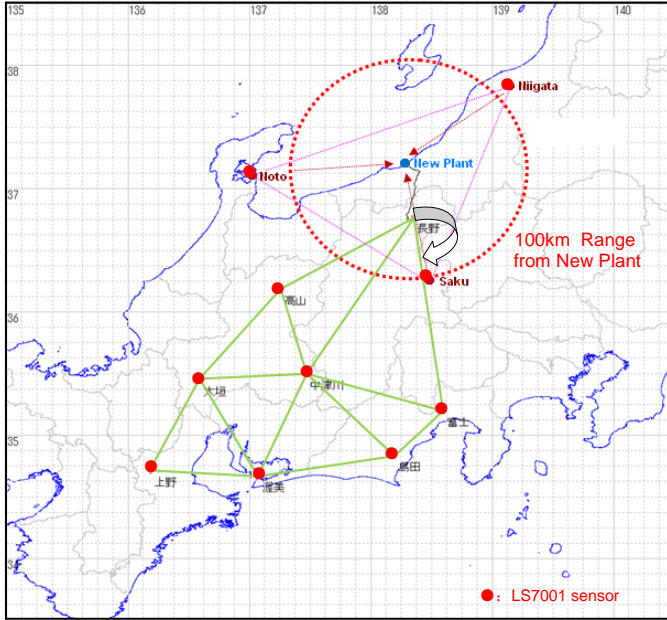 135 136 137 138 139 140
38
Niigata
New Plant
Noto
37
長野
100km Range
from New Plant
Saku
高山
36
中津川
大垣
富士
35
島田
上野
渥美
34
: LS7001 sensor